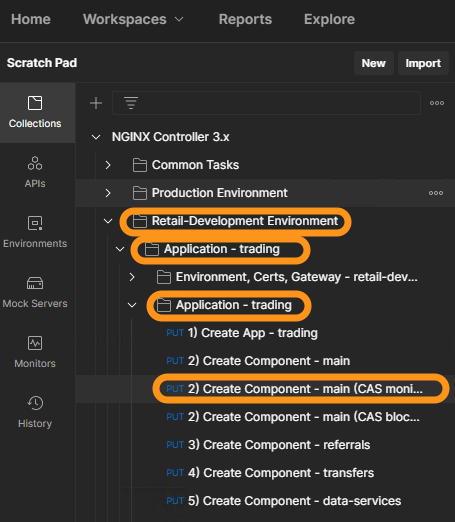 Home Workspaces Reports Explore
Scratch Pad New Import
Collections
APIs
Environments
Mock Servers
Monitors
History
NGINX Controller 3.x
Common Tasks
Production Environment
Retail-Development Environment
Application - trading
Environment, Certs, Gateway - retail-dev...
Application - trading
PUT 1) Create App - trading
PUT 2) Create Component - main
PUT 2) Create Component - main (CAS moni...
PUT 2) Create Component - main (CAS bloc...
PUT 3) Create Component - referrals
PUT 4) Create Component - transfers
PUT 5) Create Component - data-services